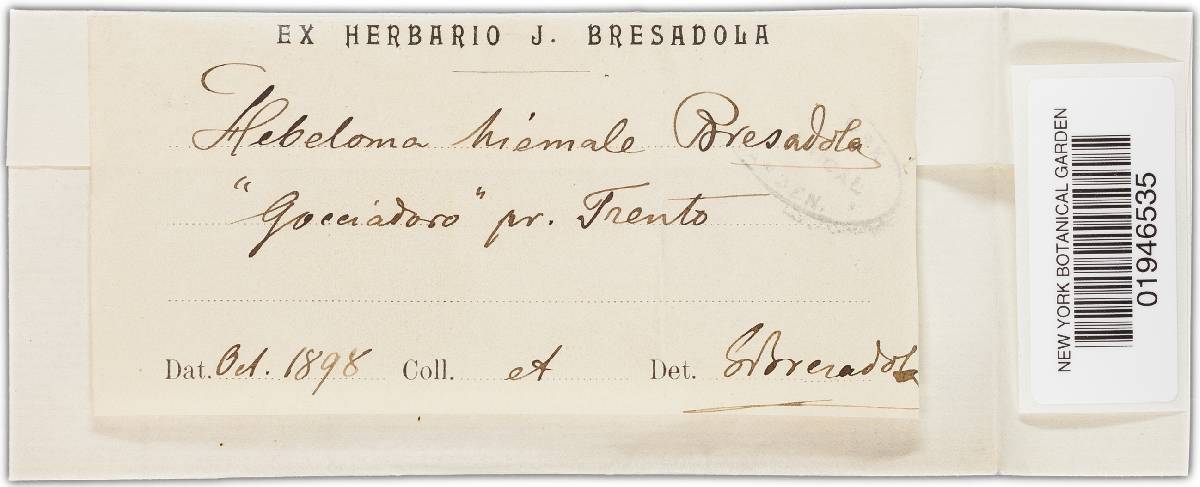 EX HERBARIO J. BRESADOLA
Hebeloma hiemale Bresadola
"Gocciadoro" pr. Trento
Dat. Oct. 1898 Coll. et Det. Bresadola
NEW YORK BOTANICAL GARDEN
01946535